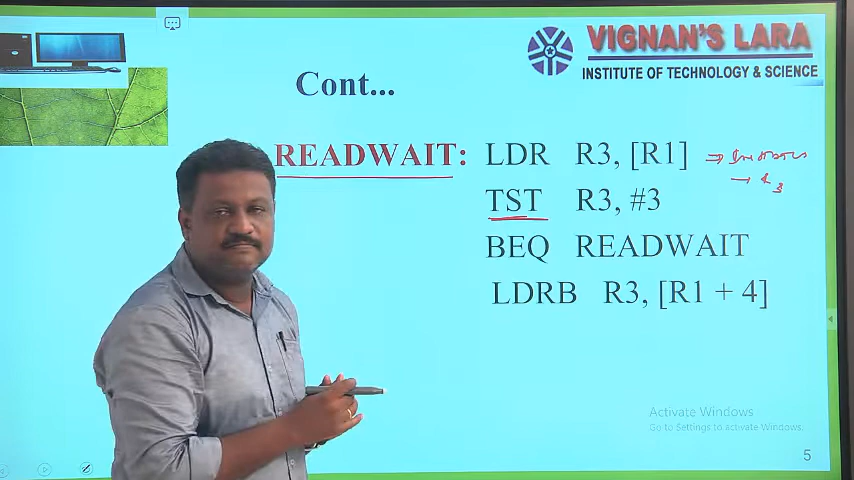 VIGNAN'S LARA
INSTITUTE OF TECHNOLOGY & SCIENCE
Cont...
READWAIT: LDR R3, [R1]
TST R3, #3
BEQ READWAIT
LDRB R3, [R1 + 4]
Activate Windows
Go to Settings to activate Windows.
5